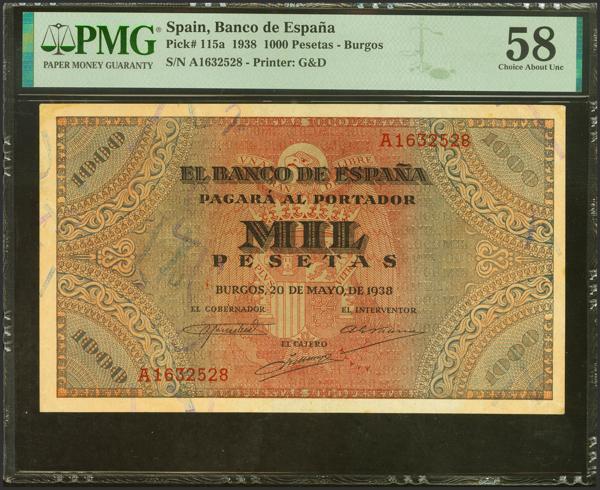 PMG
PAPER MONEY GUARANTY
Spain, Banco de España
Pick# 115a 1938 1000 Pesetas - Burgos
S/N A1632528 - Printer: G&D
58
Choice About Unc
1000
1000
A1632528
EL BANCO DE ESPAÑA
PAGARÁ AL PORTADOR
MIL
PESETAS
BURGOS, 20 DE MAYO, DE 1938
EL GOBERNADOR
EL INTERVENTOR
EL CAJERO
A1632528
1000
1000